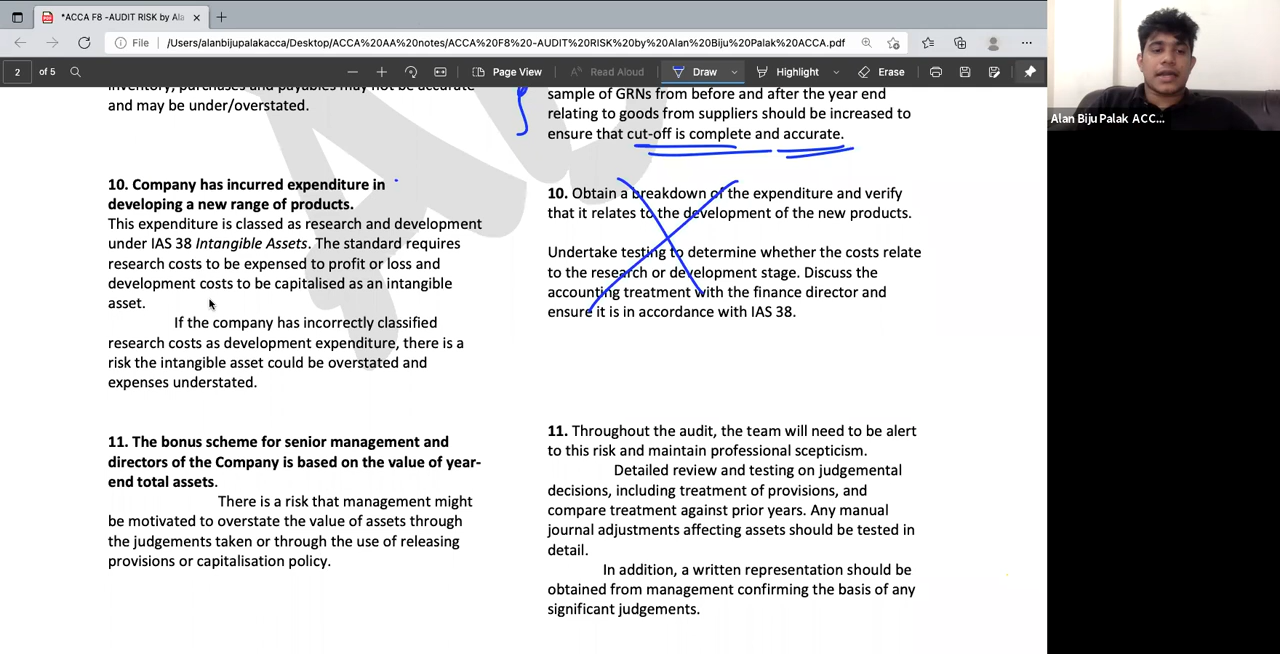 *ACCA F8 -AUDIT RISK by Ala
File
/Users/alanbijupalakacca/Desktop/ACCA%20AA%20notes/ACCA%20F8%20-AUDIT%20RISK%20by%20Alan%20Biju%20Palak%20ACCA.pdf
2 of 5
Page View
Read Aloud
Draw
Highlight
Erase
Alan Biju Palak ACC...
inventory, purchases and payables may not be accurate
and may be under/overstated.
sample of GRNs from before and after the year end
relating to goods from suppliers should be increased to
ensure that cut-off is complete and accurate.
10. Company has incurred expenditure in
developing a new range of products.
This expenditure is classed as research and development
under IAS 38 Intangible Assets. The standard requires
research costs to be expensed to profit or loss and
development costs to be capitalised as an intangible
asset.
If the company has incorrectly classified
research costs as development expenditure, there is a
risk the intangible asset could be overstated and
expenses understated.
10. Obtain a breakdown of the expenditure and verify
that it relates to the development of the new products.
Undertake testing to determine whether the costs relate
to the research or development stage. Discuss the
accounting treatment with the finance director and
ensure it is in accordance with IAS 38.
11. The bonus scheme for senior management and
directors of the Company is based on the value of year-
end total assets.
There is a risk that management might
be motivated to overstate the value of assets through
the judgements taken or through the use of releasing
provisions or capitalisation policy.
11. Throughout the audit, the team will need to be alert
to this risk and maintain professional scepticism.
Detailed review and testing on judgemental
decisions, including treatment of provisions, and
compare treatment against prior years. Any manual
journal adjustments affecting assets should be tested in
detail.
In addition, a written representation should be
obtained from management confirming the basis of any
significant judgements.